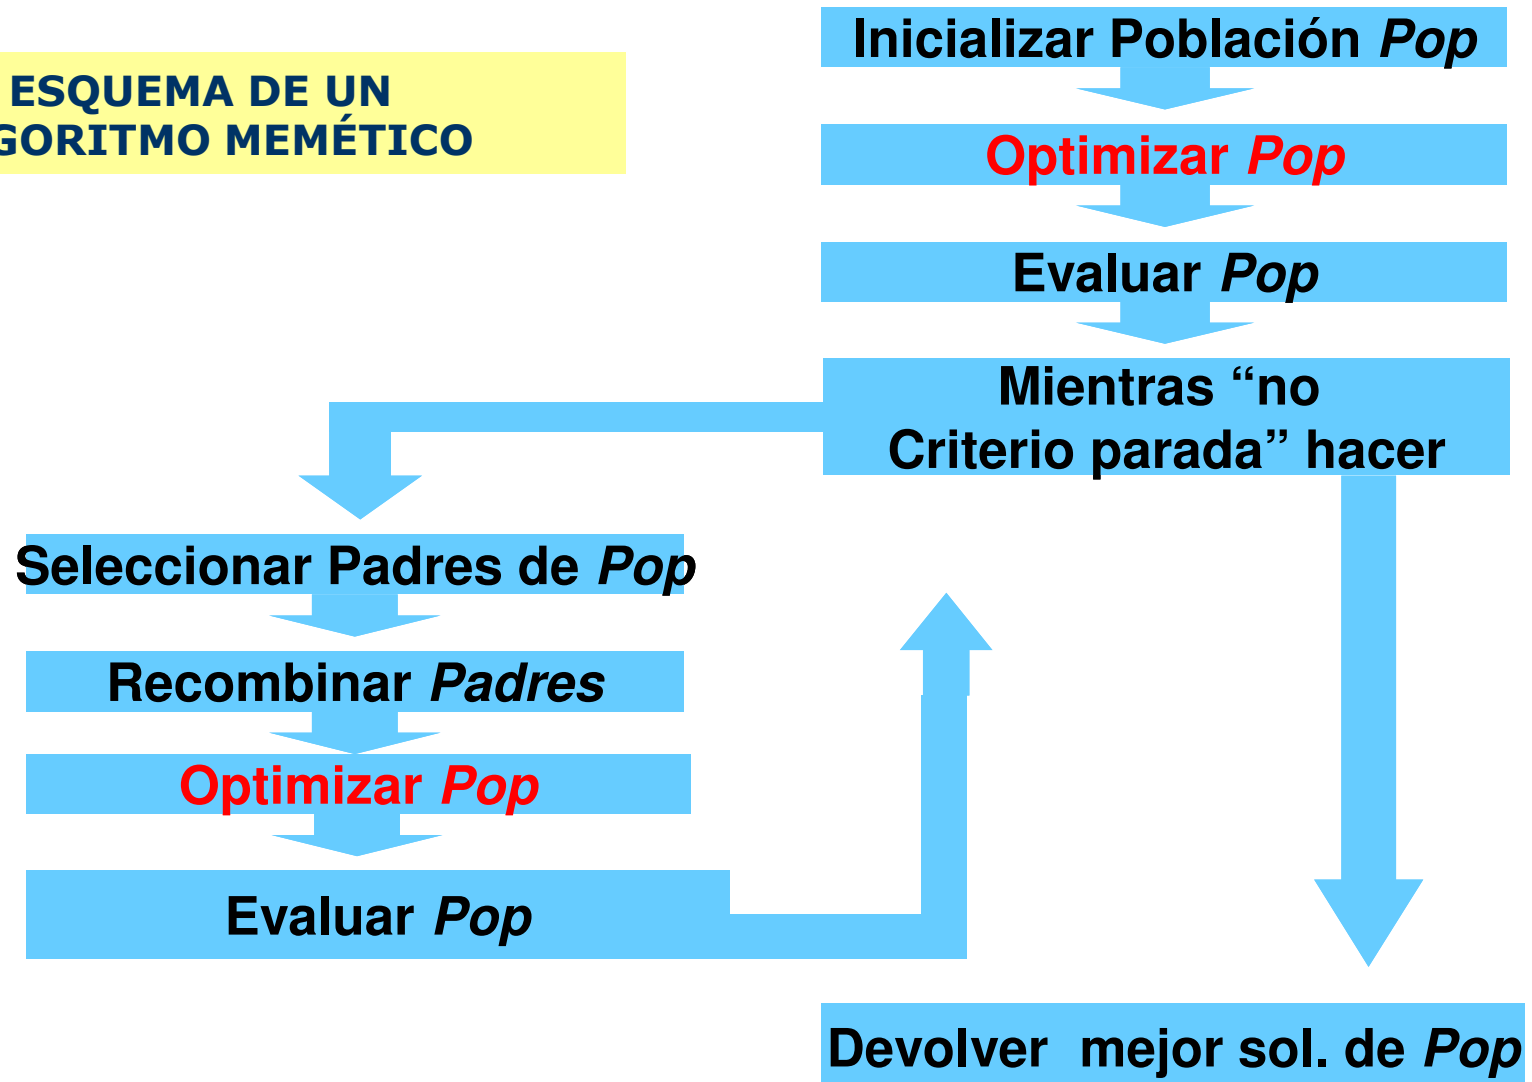 ESQUEMA DE UN
GORITMO MEMÉTICO
Inicializar Población Pop
Optimizar Pop
Evaluar Pop
Mientras “no
Criterio parada” hacer
Seleccionar Padres de Pop
Recombinar Padres
Optimizar Pop
Evaluar Pop
Devolver mejor sol. de Pop